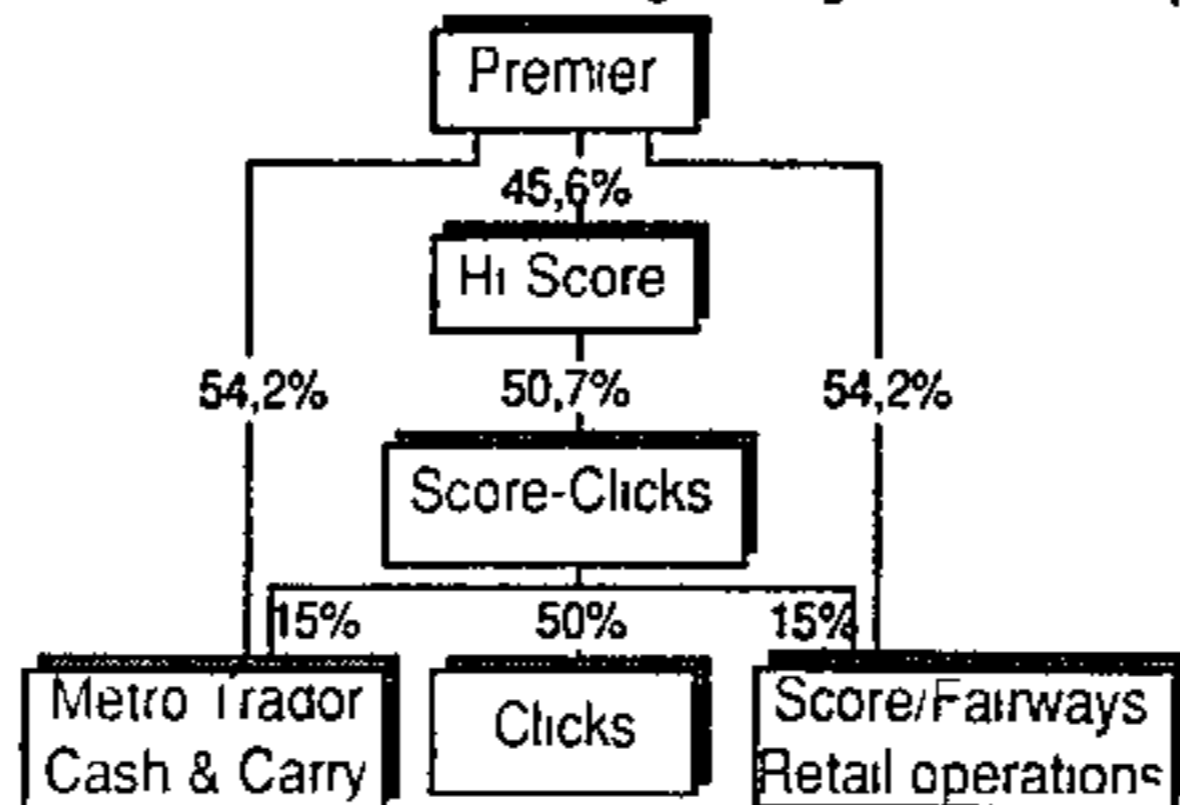 Premier
45,6%
Hi Score
54,2%
50,7%
54,2%
Score-Clicks
15%
50%
15%
Metro Trador
Cash & Carry
Clicks
Score/Fairways
Retail operations